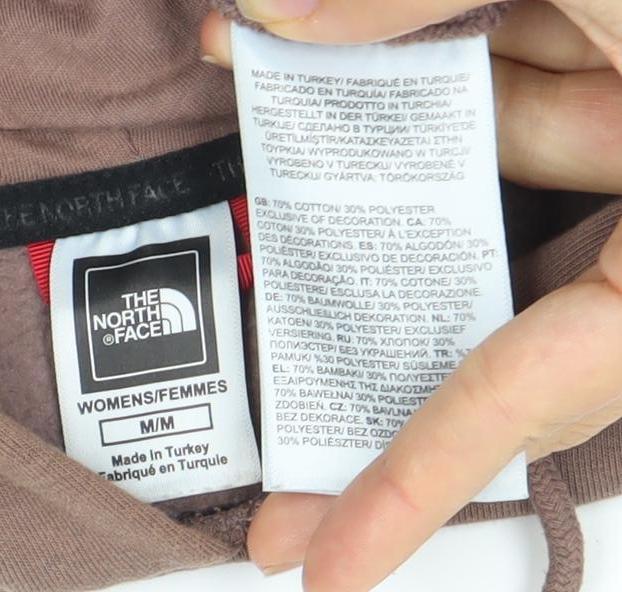 THE NORTH FACE
THE
NORTH
FACE
®
WOMENS/FEMMES
M/M
Made in Turkey
Fabriqué en Turquie
MADE IN TURKEY/ FABRIQUÉ EN TURQUIE/
FABRICADO EN TURQUÍA/ FABRICADO NA
TURQUIA/ PRODOTTO IN TURCHIA/
HERGESTELLT IN DER TÜRKEI/ GEMAAKT IN
TURKIJE/ СДЕЛАНО В ТУРЦИИ/ TÜRKİYE'DE
ÜRETİLMİŞTİR/ΚΑΤΑΣΚΕΥΑΖΕΤΑΙ ΣΤΗΝ
ΤΟΥΡΚΙΑ/ WYPRODUKOWANO W TURCJI/
VYROBENO V TURECKU/ VYROBENÉ V
TURECKU/ GYÁRTVA: TÖRÖKORSZÁG
GB: 70% COTTON/ 30% POLYESTER
EXCLUSIVE OF DECORATION. CA: 70%
COTON/ 30% POLYESTER/ À L'EXCEPTION
DES DÉCORATIONS. ES: 70% ALGODÓN/ 30%
POLIÉSTER/ EXCLUSIVO DE DECORACIÓN. PT:
70% ALGODÃO/ 30% POLIÉSTER/ EXCLUSIVO
PARA DECORAÇÃO. IT: 70% COTONE/ 30%
POLIESTERE/ ESCLUSA LA DECORAZIONE.
DE: 70% BAUMWOLLE/ 30% POLYESTER/
AUSSCHLIESSLICH DEKORATION. NL: 70%
KATOEN/ 30% POLYESTER/ EXCLUSIEF
VERSIERING. RU: 70% ХЛОПОК/ 30%
ПОЛИЭСТЕР/ БЕЗ УКРАШЕНИЙ. TR:
PAMUK/ %30 POLYESTER/ SÜSLEME
EL: 70% ΒΑΜΒΑΚΙ/ 30% ΠΟΛΥΕΣΤΕ
ΕΞΑΙΡΟΥΜΕΝΗΣ ΤΗΣ ΔΙΑΚΟΣΜΗ
70% BAWEŁNA/ 30% POLIEST
ZDOBIEŃ. CZ: 70% BAVLNA
BEZ DEKORACE. SK: 70%
POLYESTER/ BEZ OZDO
30% POLIÉSZTER/